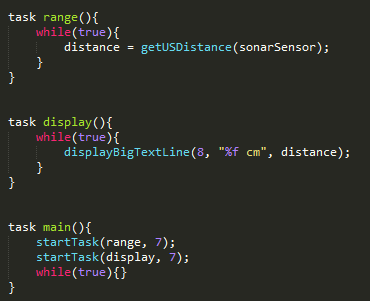 task range(){
    while(true){
        distance = getUSDistance(sonarSensor);
    }
}

task display(){
    while(true){
        displayBigTextLine(8, "%f cm", distance);
    }
}

task main(){
    startTask(range, 7);
    startTask(display, 7);
    while(true){}
}